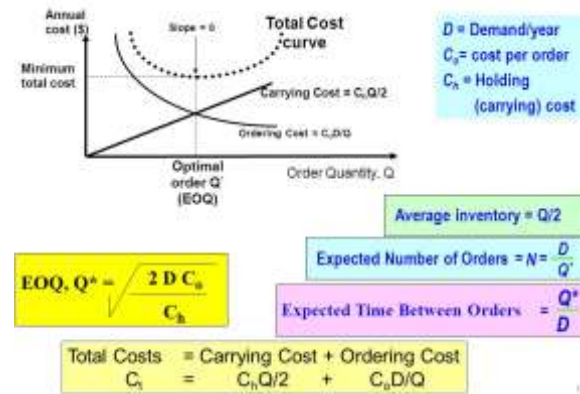 Annual
cost ($)
Slope = 0
Total Cost
curve
Minimum
total cost
Carrying Cost = CₕQ/2
Ordering Cost = CₒD/Q
Optimal
order Q*
(EOQ)
Order Quantity, Q
D = Demand/year
Cₒ= cost per order
Cₕ = Holding
(carrying) cost
Average inventory = Q/2
Expected Number of Orders = N = D/Q*
EOQ, Q* = √(2 D Cₒ / Cₕ)
Expected Time Between Orders = Q*/D
Total Costs = Carrying Cost + Ordering Cost
Cₜ = CₕQ/2 + CₒD/Q